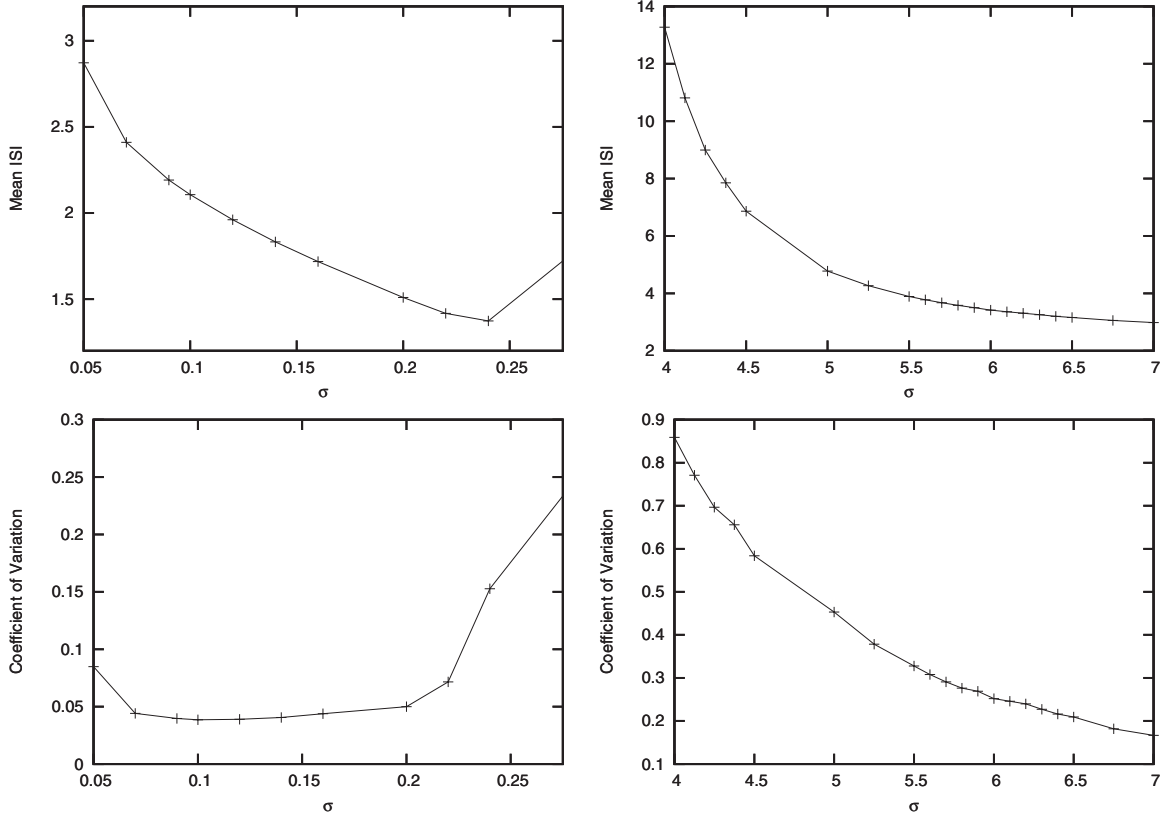 Mean ISI
3
2.5
2
1.5
0.05 0.1 0.15 0.2 0.25
σ
Mean ISI
14
12
10
8
6
4
2
4 4.5 5 5.5 6 6.5 7
σ
Coefficient of Variation
0.3
0.25
0.2
0.15
0.1
0.05
0
0.05 0.1 0.15 0.2 0.25
σ
Coefficient of Variation
0.9
0.8
0.7
0.6
0.5
0.4
0.3
0.2
0.1
4 4.5 5 5.5 6 6.5 7
σ